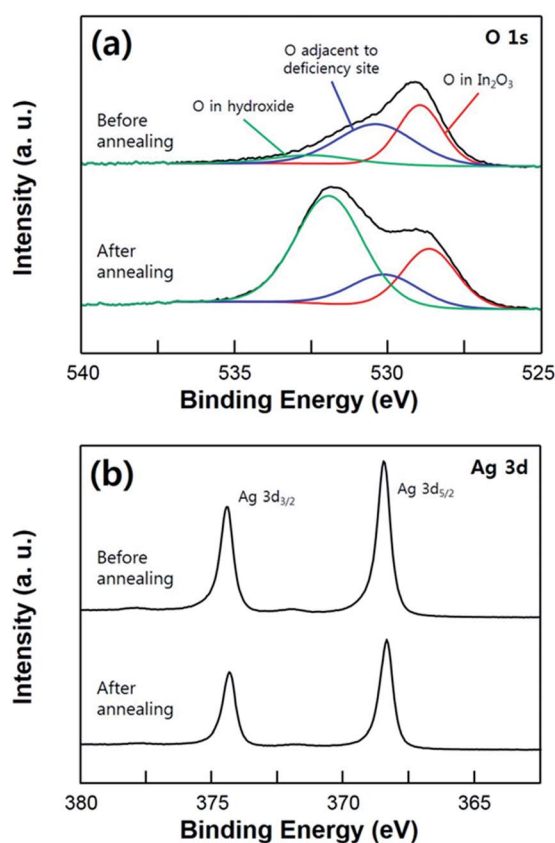 (a)
O 1s
O adjacent to
deficiency site
O in In2O3
O in hydroxide
Before
annealing
After
annealing
Intensity (a. u.)
540
535
530
525
Binding Energy (eV)
(b)
Ag 3d
Ag 3d3/2
Ag 3d5/2
Before
annealing
After
annealing
Intensity (a. u.)
380
375
370
365
Binding Energy (eV)